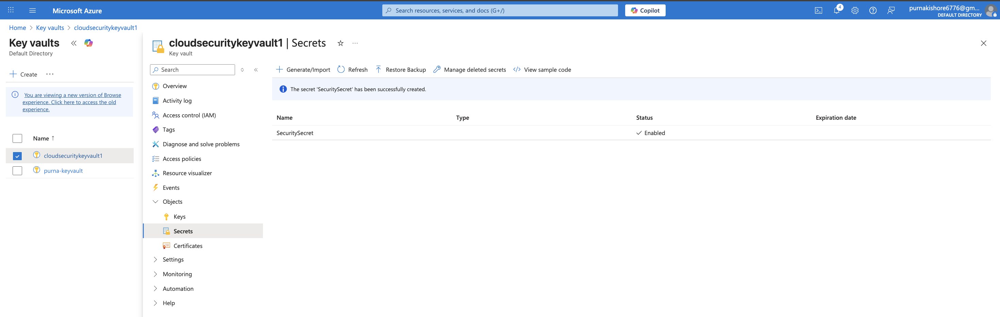 Microsoft Azure
Search resources, services, and docs (G+/)
Copilot
4
purnakishore6776@gm...
DEFAULT DIRECTORY
Home > Key vaults > cloudsecuritykeyvault1
Key vaults
Default Directory
Create
You are viewing a new version of Browse
experience. Click here to access the old
experience.
Name ↑
cloudsecuritykeyvault1
purna-keyvault
cloudsecuritykeyvault1 | Secrets
Key vault
Search
Overview
Activity log
Access control (IAM)
Tags
Diagnose and solve problems
Access policies
Resource visualizer
Events
Objects
Keys
Secrets
Certificates
Settings
Monitoring
Automation
Help
Generate/Import Refresh Restore Backup Manage deleted secrets View sample code
The secret 'SecuritySecret' has been successfully created.
Name Type Status Expiration date
SecuritySecret Enabled